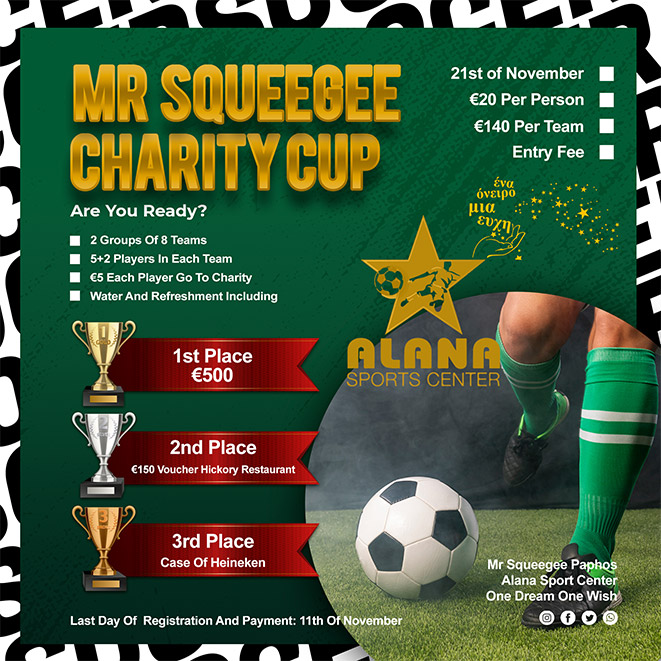 MR SQUEEGEE
CHARITY CUP
21st of November
€20 Per Person
€140 Per Team
Entry Fee
Are You Ready?
2 Groups Of 8 Teams
5+2 Players In Each Team
€5 Each Player Go To Charity
Water And Refreshment Including
ένα
όνειρο
μια
ευχη
ALANA
SPORTS CENTER
1
1st Place
€500
2
2nd Place
€150 Voucher Hickory Restaurant
3
3rd Place
Case Of Heineken
Mr Squeegee Paphos
Alana Sport Center
One Dream One Wish
Last Day Of Registration And Payment: 11th Of November